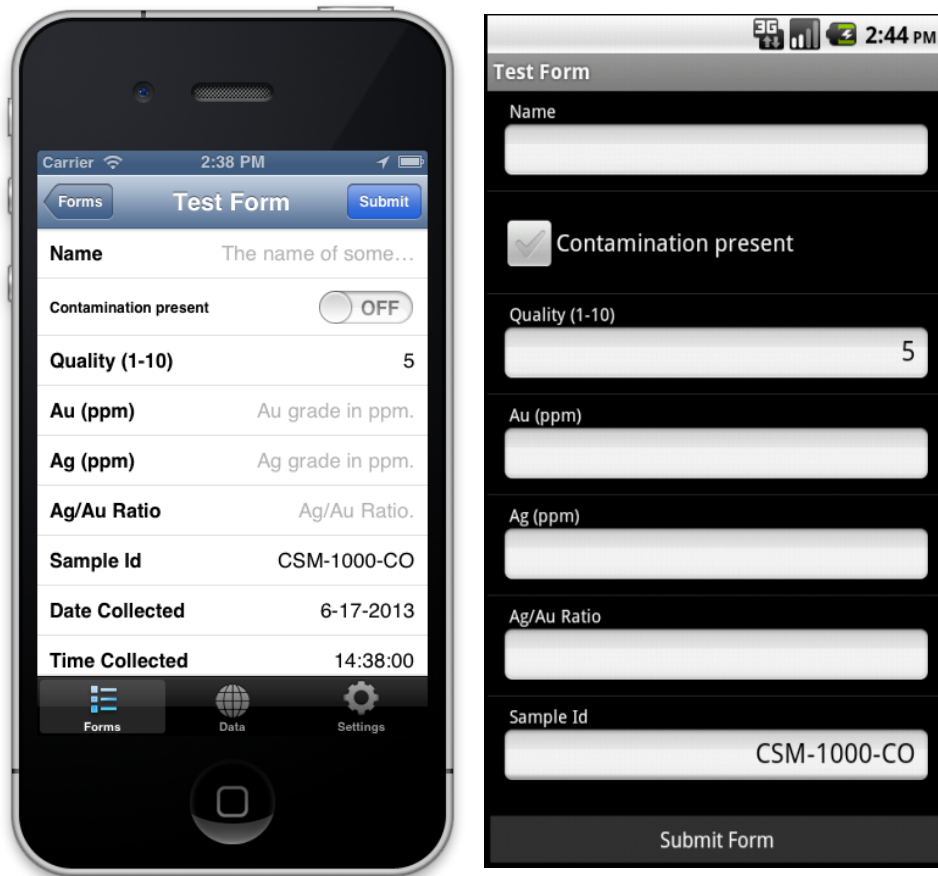 Carrier 2:38 PM
Forms Test Form Submit
Name The name of some...
Contamination present OFF
Quality (1-10) 5
Au (ppm) Au grade in ppm.
Ag (ppm) Ag grade in ppm.
Ag/Au Ratio Ag/Au Ratio.
Sample Id CSM-1000-CO
Date Collected 6-17-2013
Time Collected 14:38:00
Forms Data Settings
3G 2:44 PM
Test Form
Name
Contamination present
Quality (1-10)
5
Au (ppm)
Ag (ppm)
Ag/Au Ratio
Sample Id
CSM-1000-CO
Submit Form